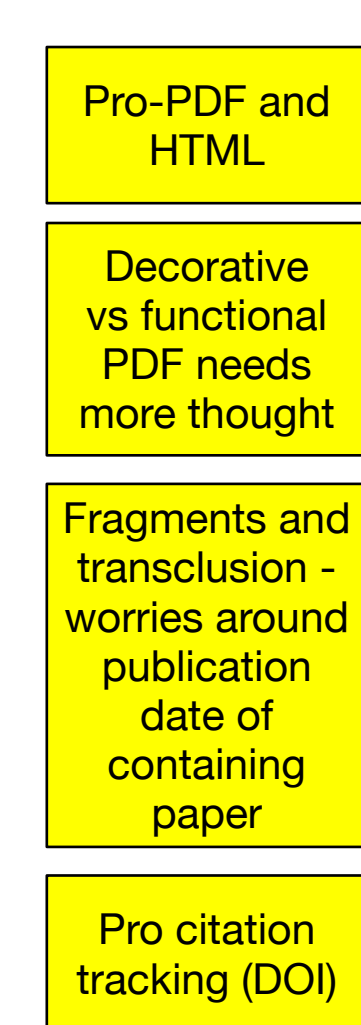 Pro-PDF and
HTML
Decorative
vs functional
PDF needs
more thought
Fragments and
transclusion -
worries around
publication
date of
containing
paper
Pro citation
tracking (DOI)